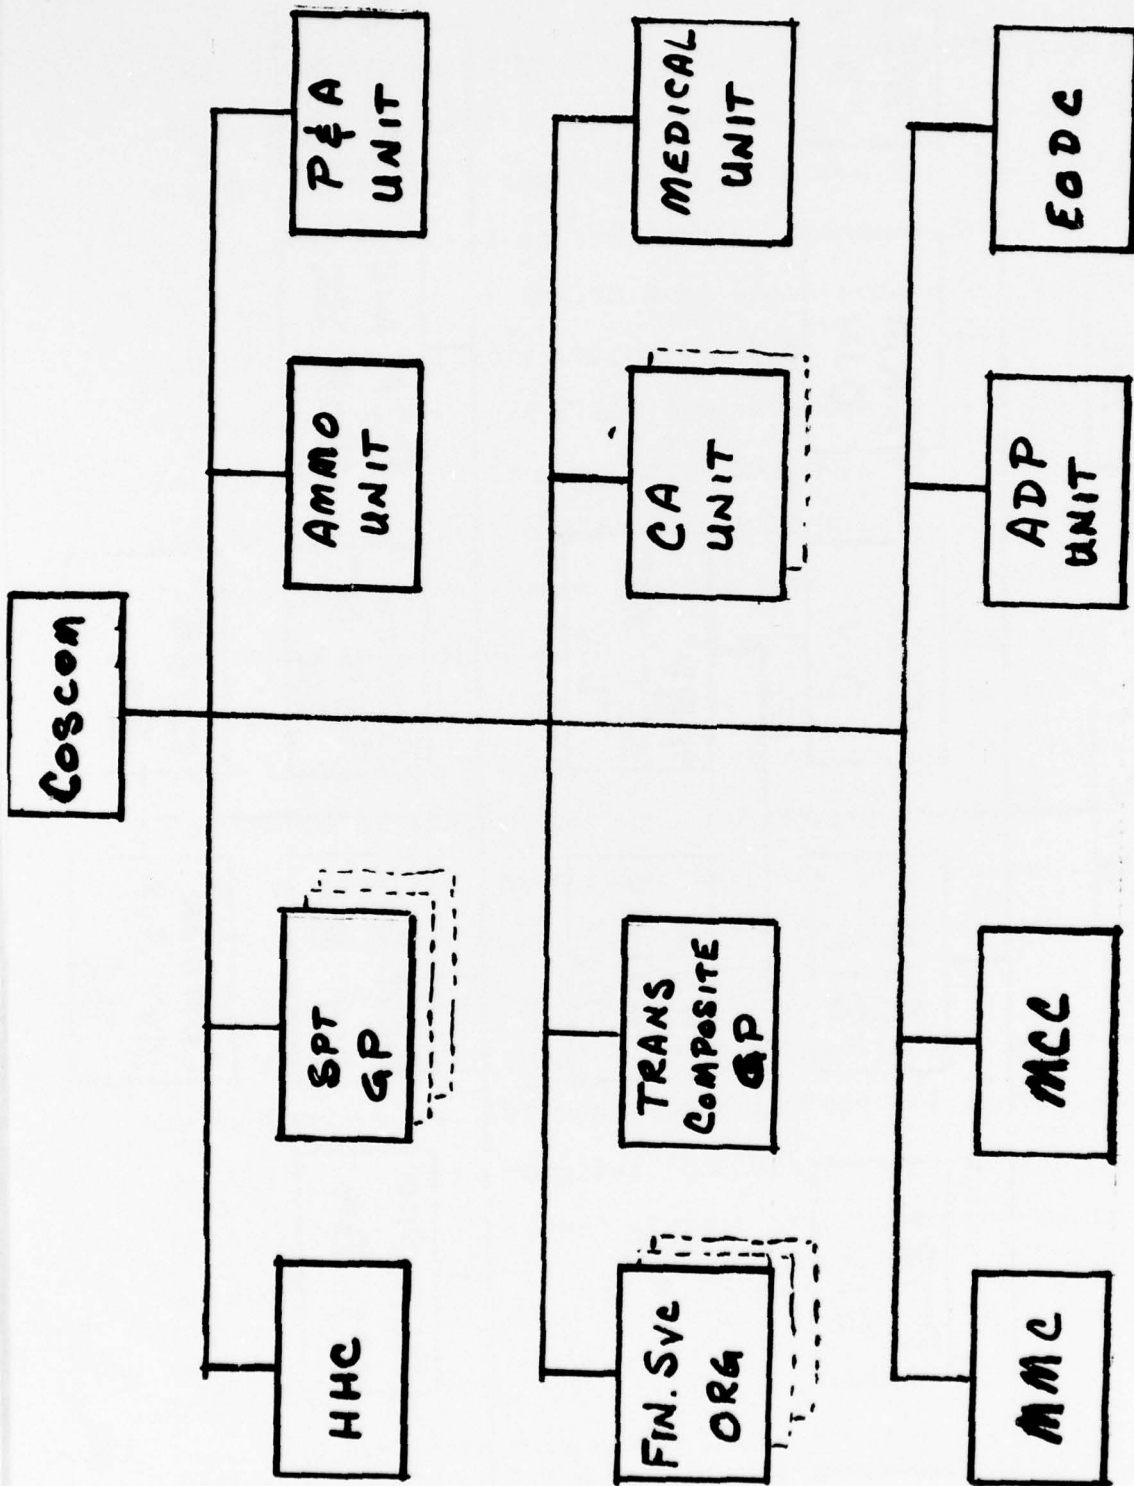 COSCOM
HHC
SPT
GP
AMMO
UNIT
P & A
UNIT
FIN. SVC
ORG
TRANS
COMPOSITE
GP
CA
UNIT
MEDICAL
UNIT
MMC
MCC
ADP
UNIT
EODC